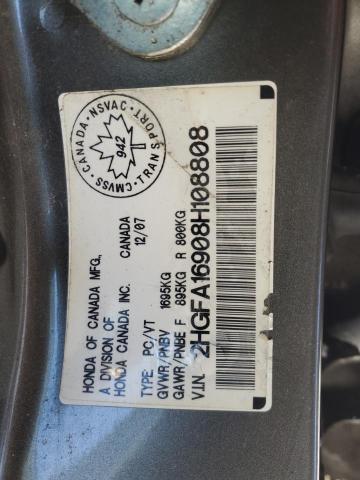 HONDA OF CANADA MFG.,
A DIVISION OF
HONDA CANADA INC. CANADA
12/07
TYPE PC/VT
GVWR/PNBV 1695KG
GAWR/PNBE F 895KG R 800KG
V.I.N. 2HGFA16908H108808
CMVSS·CANADA·NSVAC·TRANSPORT·
942